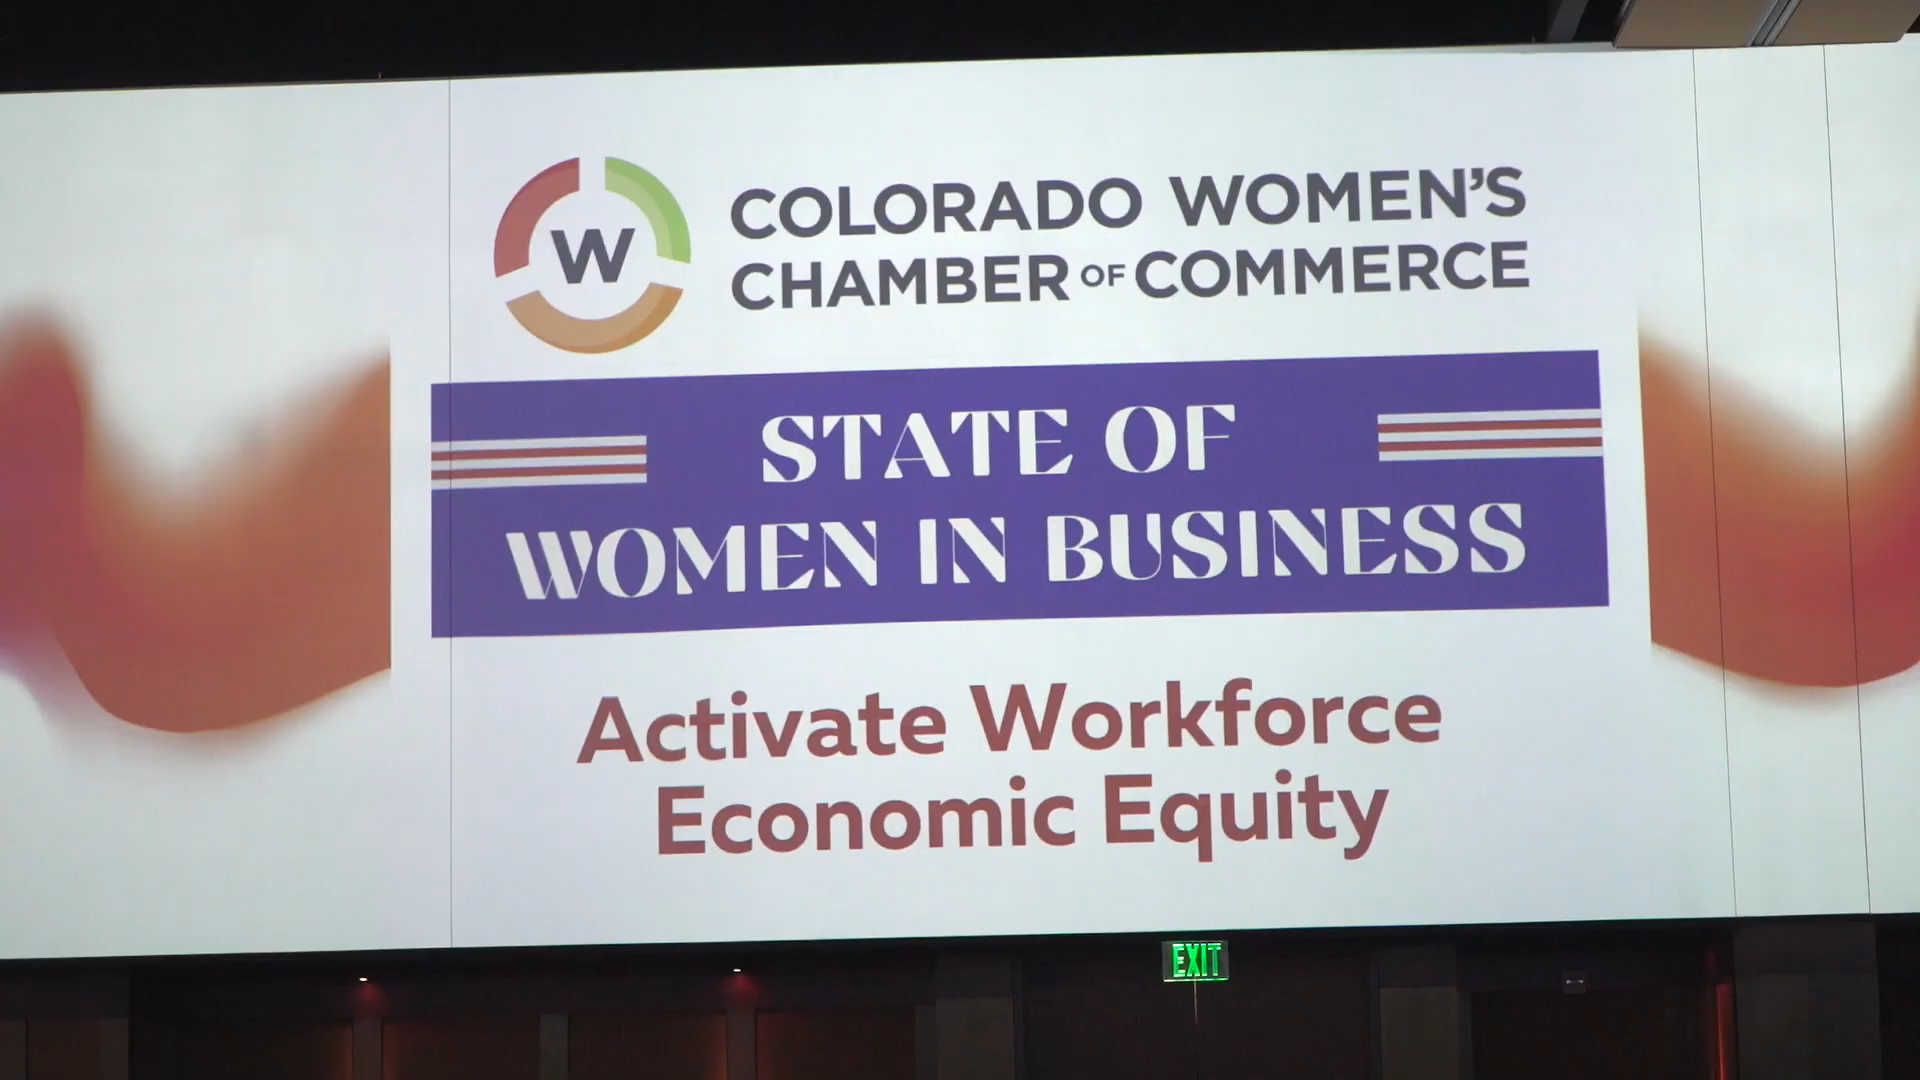 W
COLORADO WOMEN'S
CHAMBER OF COMMERCE
STATE OF
WOMEN IN BUSINESS
Activate Workforce
Economic Equity
EXIT